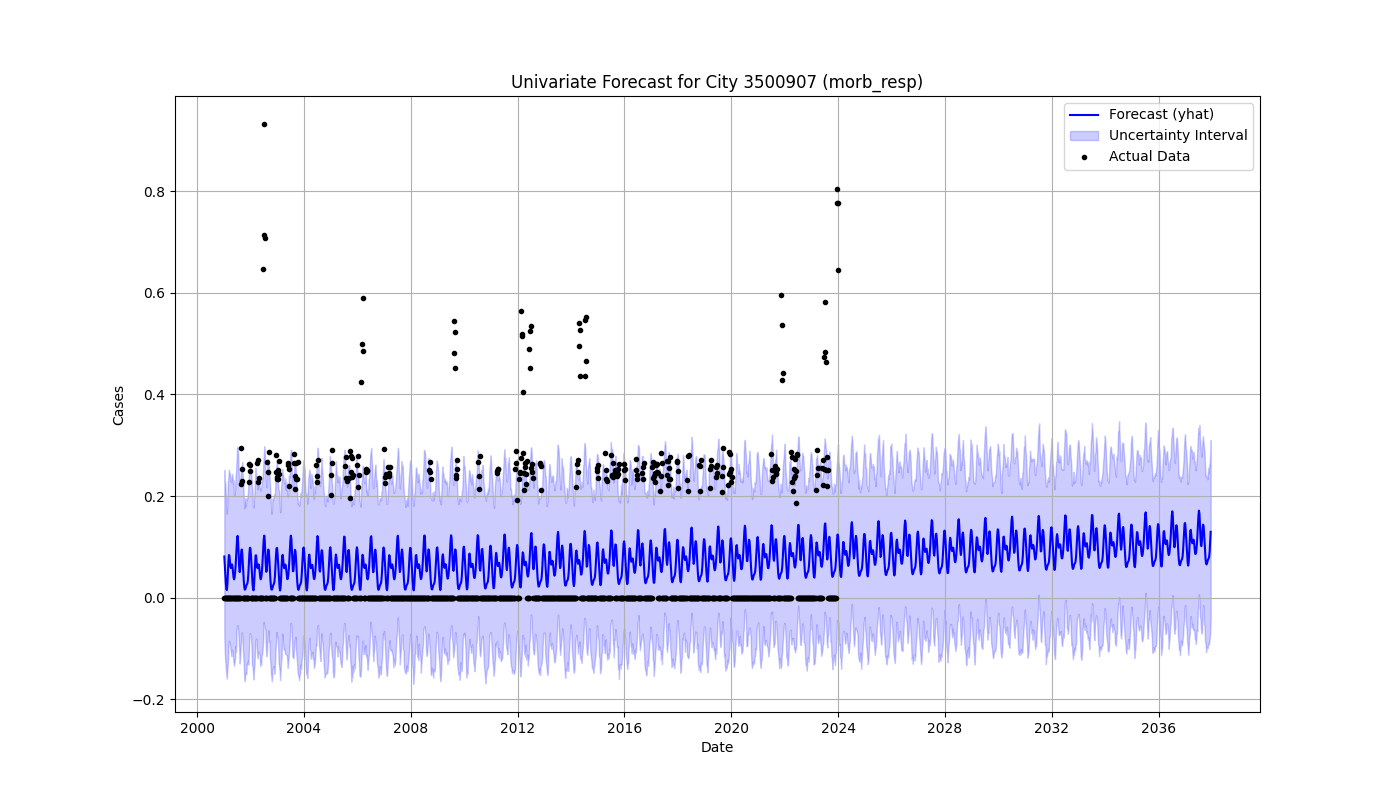 Univariate Forecast for City 3500907 (morb_resp)
Forecast (yhat)
Uncertainty Interval
Actual Data
Cases
0.8
0.6
0.4
0.2
0.0
−0.2
2000 2004 2008 2012 2016 2020 2024 2028 2032 2036
Date